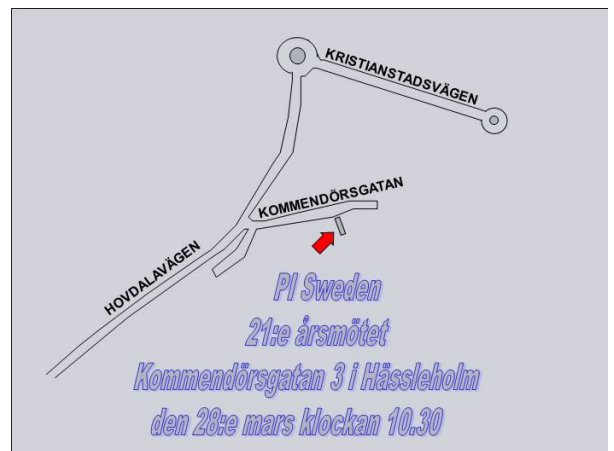 KRISTIANSTADSVÄGEN
KOMMENDÖRSGATAN
HOVDALAVÄGEN
PI Sweden
21:e årsmötet
Kommendörsgatan 3 i Hässleholm
den 28:e mars klockan 10.30